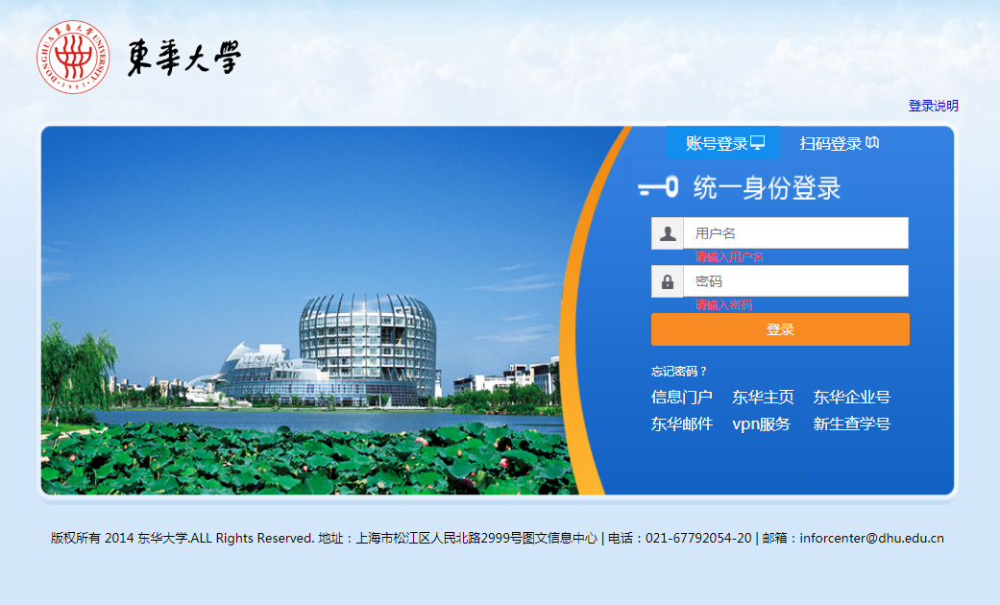 DONGHUA UNIVERSITY
東華大學
1951
東華大學
登录说明
账号登录
扫码登录
统一身份登录
用户名
请输入用户名
密码
请输入密码
登录
忘记密码？
信息门户 东华主页 东华企业号
东华邮件 vpn服务 新生查学号
版权所有 2014 东华大学.ALL Rights Reserved. 地址：上海市松江区人民北路2999号图文信息中心 | 电话：021-67792054-20 | 邮箱：inforcenter@dhu.edu.cn